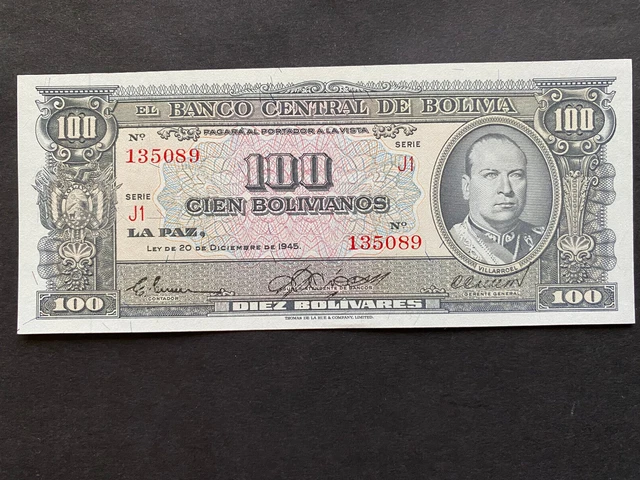 EL BANCO CENTRAL DE BOLIVIA
100
100
PAGARÁ AL PORTADOR A LA VISTA
Nº
135089
SERIE
J1
100
SERIE
J1
CIEN BOLIVIANOS
LA PAZ,
Nº
135089
LEY DE 20 DE DICIEMBRE DE 1945.
VILLARROEL
CONTADOR
GERENTE GENERAL
100
DIEZ BOLÍVARES
100
THOMAS DE LA RUE & COMPANY, LIMITED.